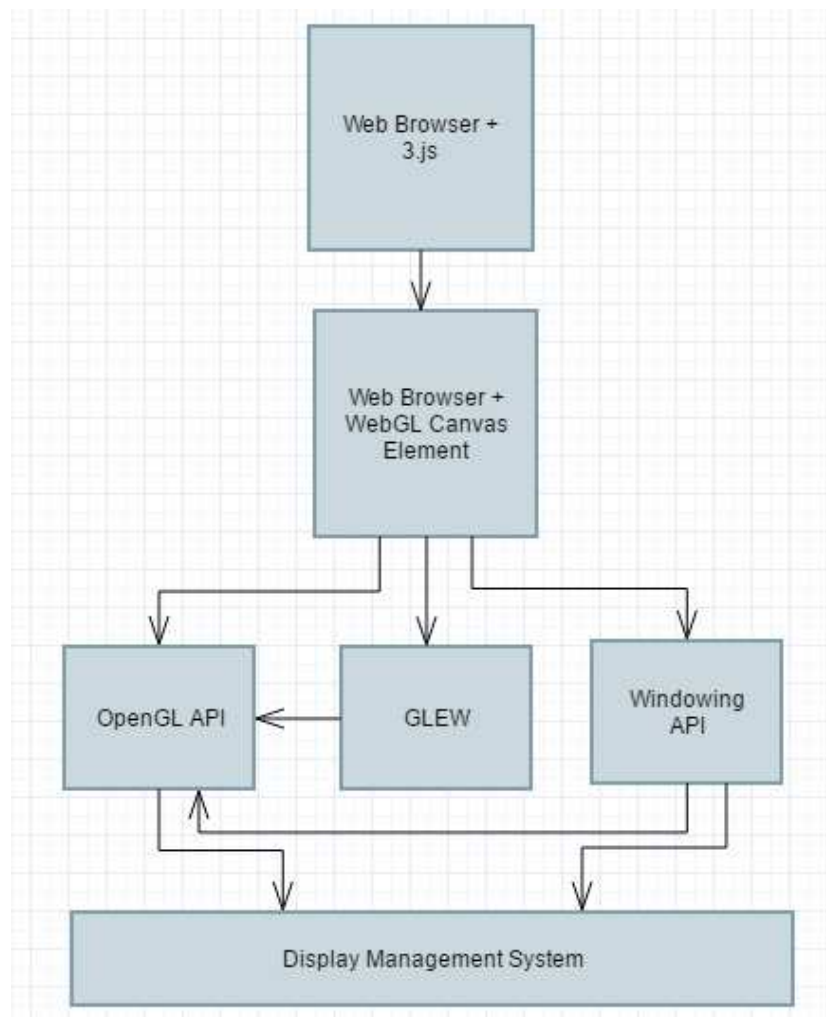 Web Browser +
3.js
Web Browser +
WebGL Canvas
Element
OpenGL API
GLEW
Windowing
API
Display Management System